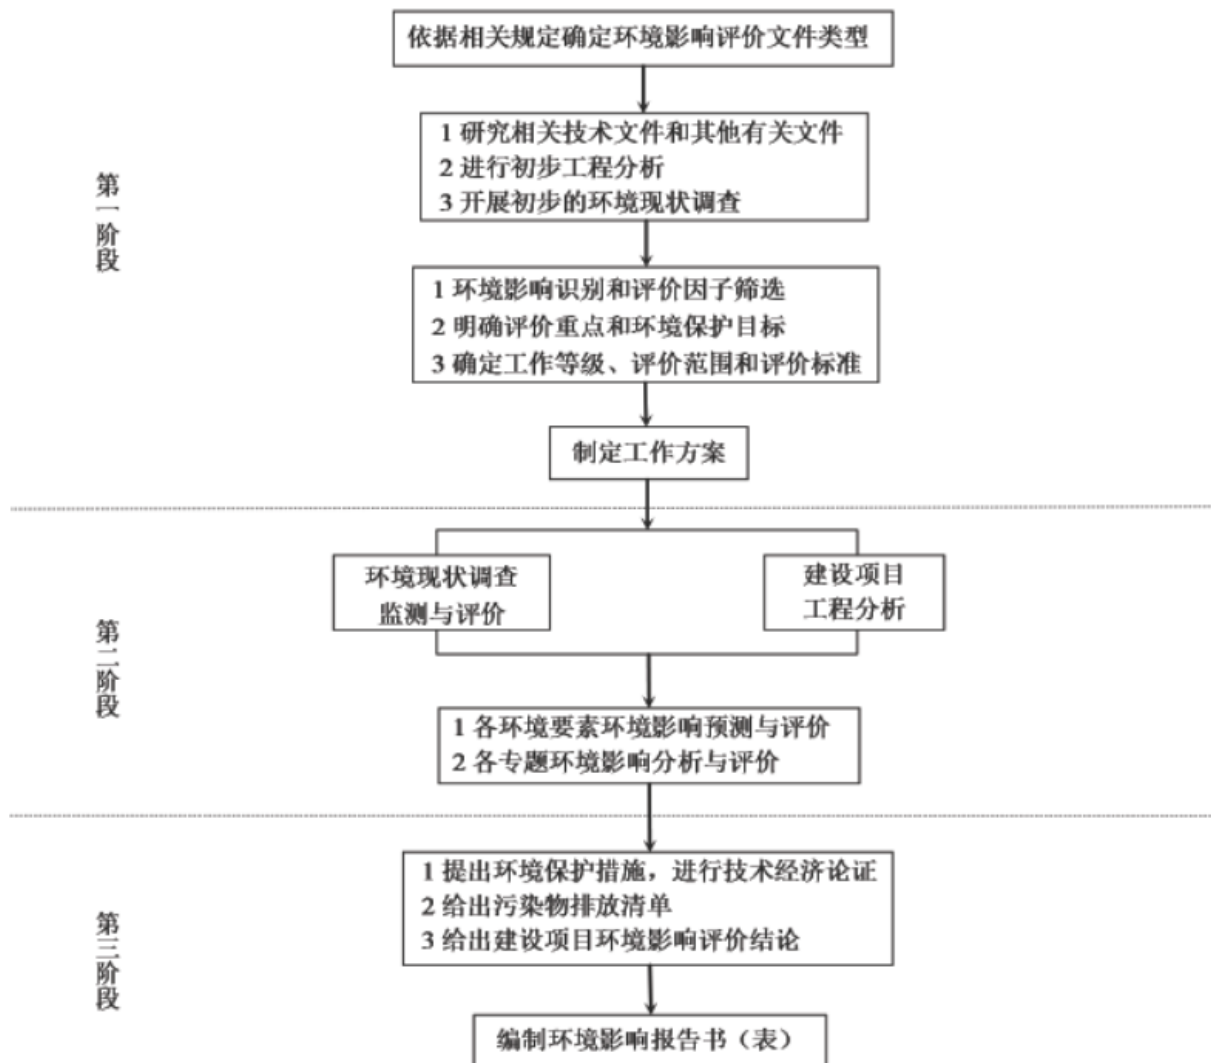 依据相关规定确定环境影响评价文件类型
1 研究相关技术文件和其他有关文件
2 进行初步工程分析
3 开展初步的环境现状调查
第一阶段
1 环境影响识别和评价因子筛选
2 明确评价重点和环境保护目标
3 确定工作等级、评价范围和评价标准
制定工作方案
环境现状调查
监测与评价
建设项目
工程分析
第二阶段
1 各环境要素环境影响预测与评价
2 各专题环境影响分析与评价
1 提出环境保护措施，进行技术经济论证
2 给出污染物排放清单
3 给出建设项目环境影响评价结论
第三阶段
编制环境影响报告书（表）